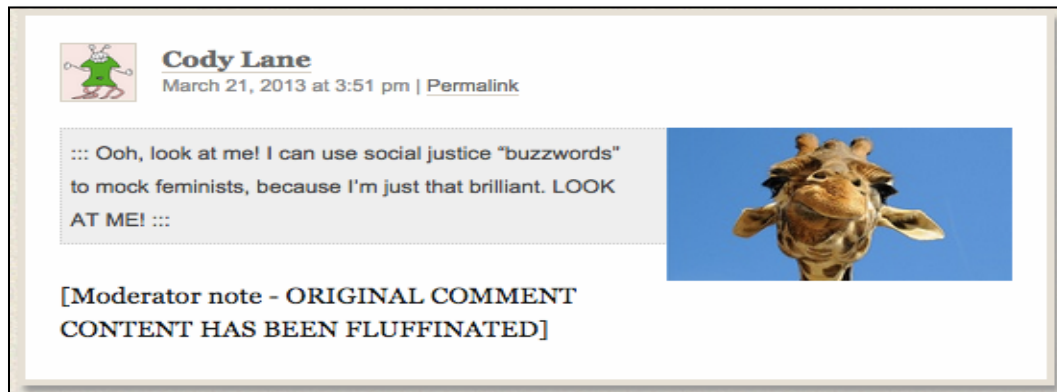 Cody Lane
March 21, 2013 at 3:51 pm | Permalink
::: Ooh, look at me! I can use social justice “buzzwords”
to mock feminists, because I’m just that brilliant. LOOK
AT ME! :::
[Moderator note - ORIGINAL COMMENT
CONTENT HAS BEEN FLUFFINATED]